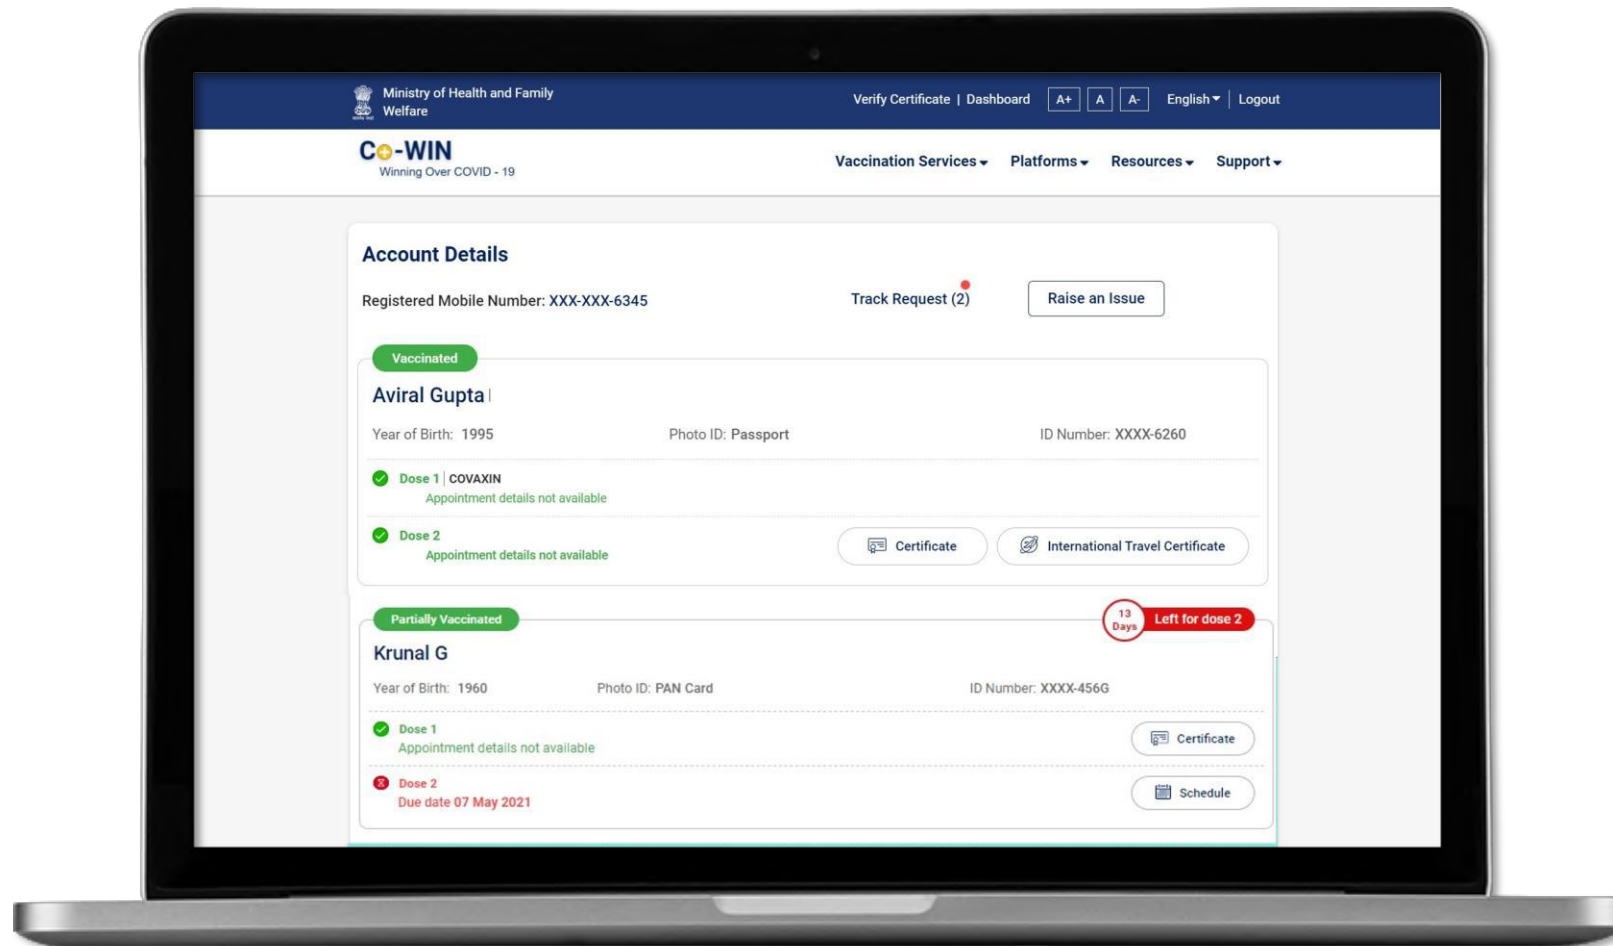 Ministry of Health and Family
Welfare
Verify Certificate | Dashboard A+ A A- English | Logout
Co-WIN
Winning Over COVID - 19
Vaccination Services Platforms Resources Support
Account Details
Registered Mobile Number: XXX-XXX-6345
Track Request (2)
Raise an Issue
Vaccinated
Aviral Gupta
Year of Birth: 1995 Photo ID: Passport ID Number: XXXX-6260
Dose 1 | COVAXIN
Appointment details not available
Dose 2
Appointment details not available
Certificate
International Travel Certificate
Partially Vaccinated
13
Days
Left for dose 2
Krunal G
Year of Birth: 1960 Photo ID: PAN Card ID Number: XXXX-456G
Dose 1
Appointment details not available
Certificate
Dose 2
Due date 07 May 2021
Schedule